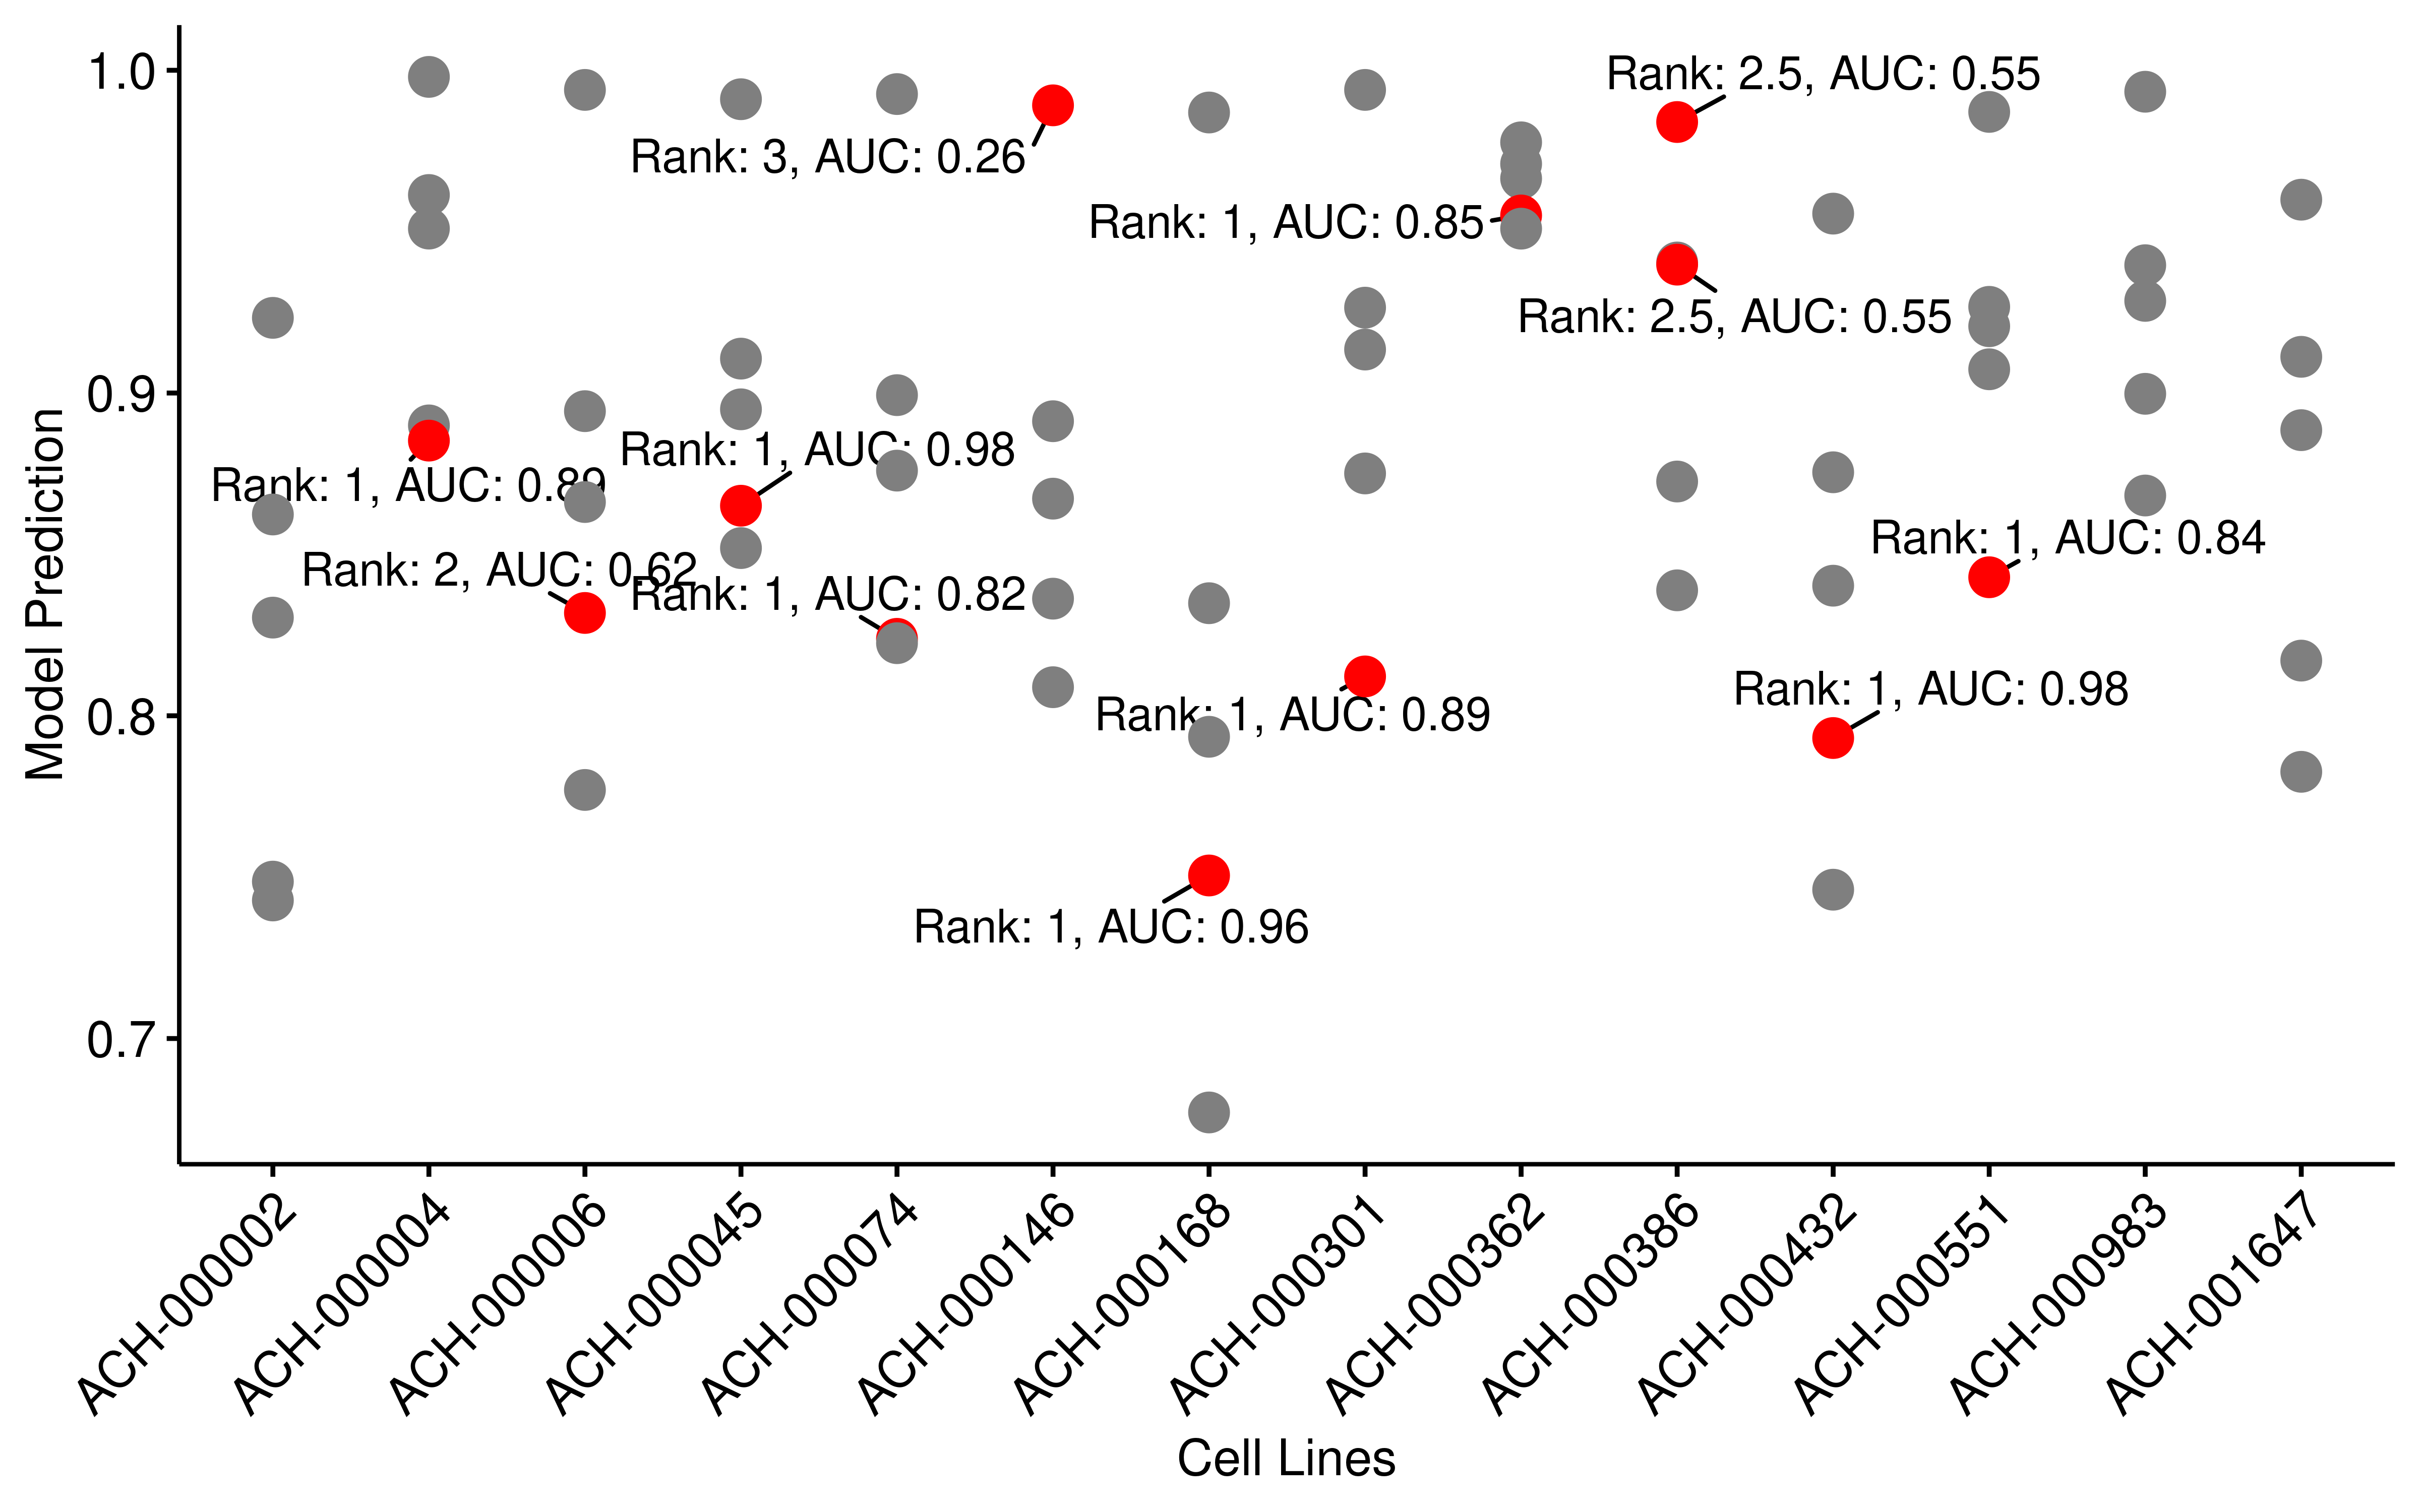 1.0
0.9
0.8
0.7
Model Prediction
Rank: 2.5, AUC: 0.55
Rank: 3, AUC: 0.26
Rank: 1, AUC: 0.85
Rank: 2.5, AUC: 0.55
Rank: 1, AUC: 0.98
Rank: 1, AUC: 0.89
Rank: 1, AUC: 0.84
Rank: 2, AUC: 0.62
Rank: 1, AUC: 0.82
Rank: 1, AUC: 0.98
Rank: 1, AUC: 0.89
Rank: 1, AUC: 0.96
ACH-000002
ACH-000004
ACH-000006
ACH-000045
ACH-000074
ACH-000146
ACH-000168
ACH-000301
ACH-000362
ACH-000386
ACH-000432
ACH-000551
ACH-000983
ACH-001647
Cell Lines